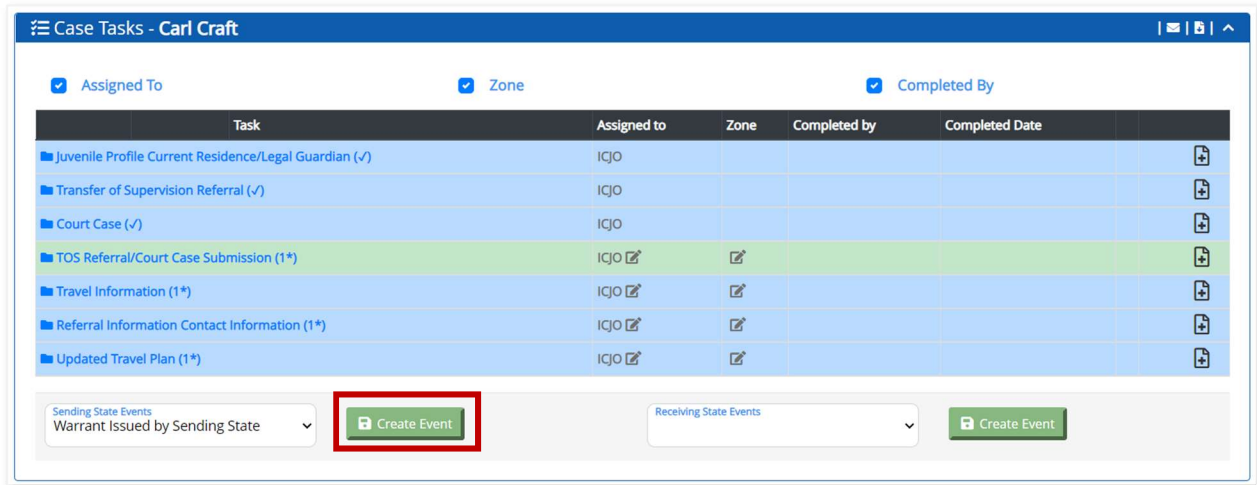 Case Tasks - Carl Craft
Assigned To Zone Completed By
Task Assigned to Zone Completed by Completed Date
Juvenile Profile Current Residence/Legal Guardian (✓) ICJO
Transfer of Supervision Referral (✓) ICJO
Court Case (✓) ICJO
TOS Referral/Court Case Submission (1*) ICJO
Travel Information (1*) ICJO
Referral Information Contact Information (1*) ICJO
Updated Travel Plan (1*) ICJO
Sending State Events Receiving State Events
Warrant Issued by Sending State Create Event Create Event